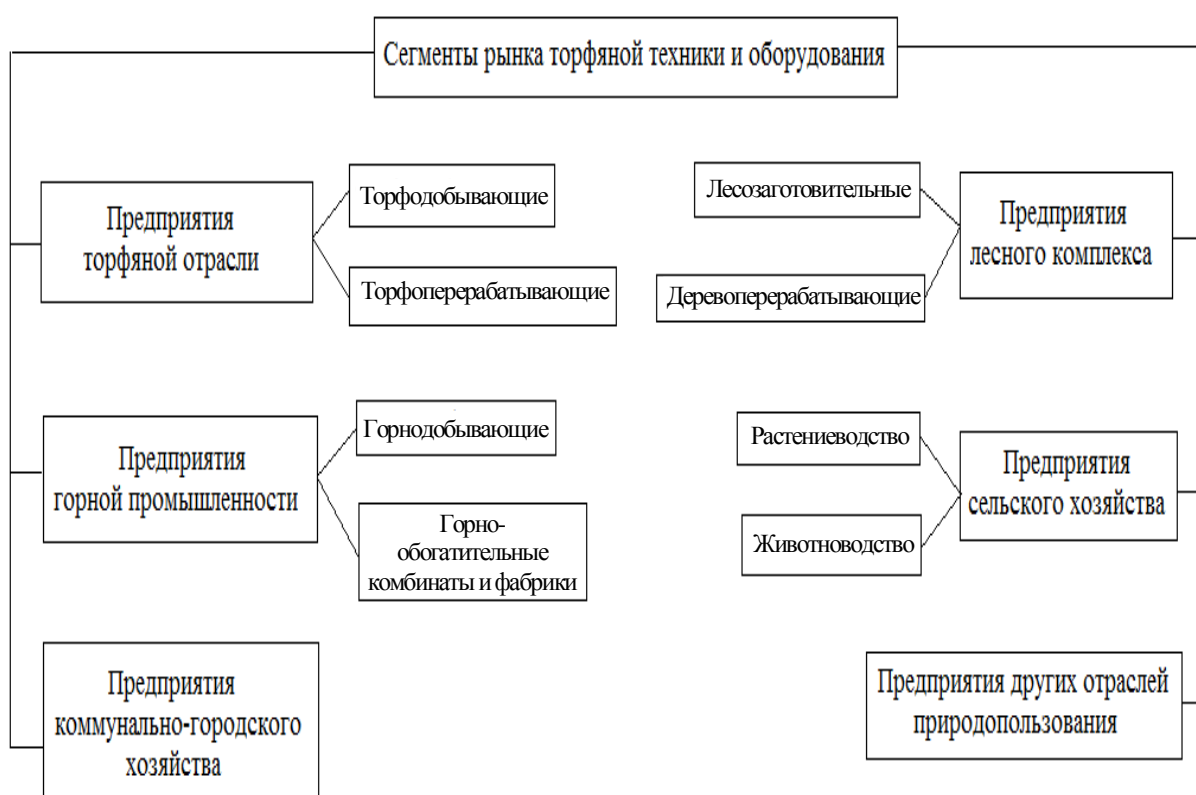 Сегменты рынка торфяной техники и оборудования
Предприятия
торфяной отрасли
Торфодобывающие
Торфоперерабатывающие
Лесозаготовительные
Деревоперерабатывающие
Предприятия
лесного комплекса
Предприятия
горной промышленности
Горнодобывающие
Горно-
обогатительные
комбинаты и фабрики
Растениеводство
Животноводство
Предприятия
сельского хозяйства
Предприятия
коммунально-городского
хозяйства
Предприятия других отраслей
природопользования